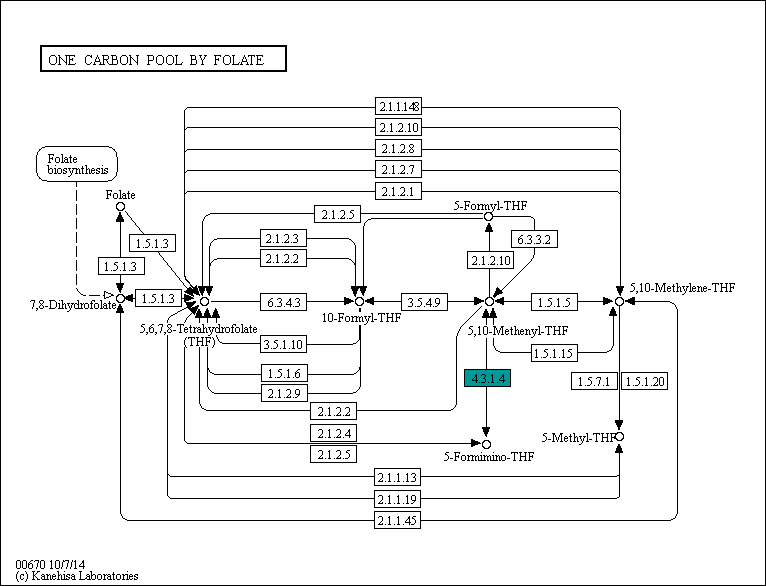 ONE CARBON POOL BY FOLATE
2.1.1.148
2.1.2.10
2.1.2.8
2.1.2.7
2.1.2.1
Folate
biosynthesis
Folate
5-Formyl-THF
2.1.2.5
1.5.1.3
2.1.2.3
6.3.3.2
2.1.2.2
2.1.2.10
1.5.1.3
5,10-Methylene-THF
1.5.1.3
6.3.4.3
3.5.4.9
1.5.1.5
7,8-Dihydrofolate
10-Formyl-THF
5,6,7,8-Tetrahydrofolate
(THF)
5,10-Methenyl-THF
3.5.1.10
1.5.1.15
1.5.1.6
4.3.1.4
1.5.7.1
1.5.1.20
2.1.2.9
2.1.2.2
2.1.2.4
5-Methyl-THF
2.1.2.5
5-Formimino-THF
2.1.1.13
2.1.1.19
2.1.1.45
00670 10/7/14
(c) Kanehisa Laboratories